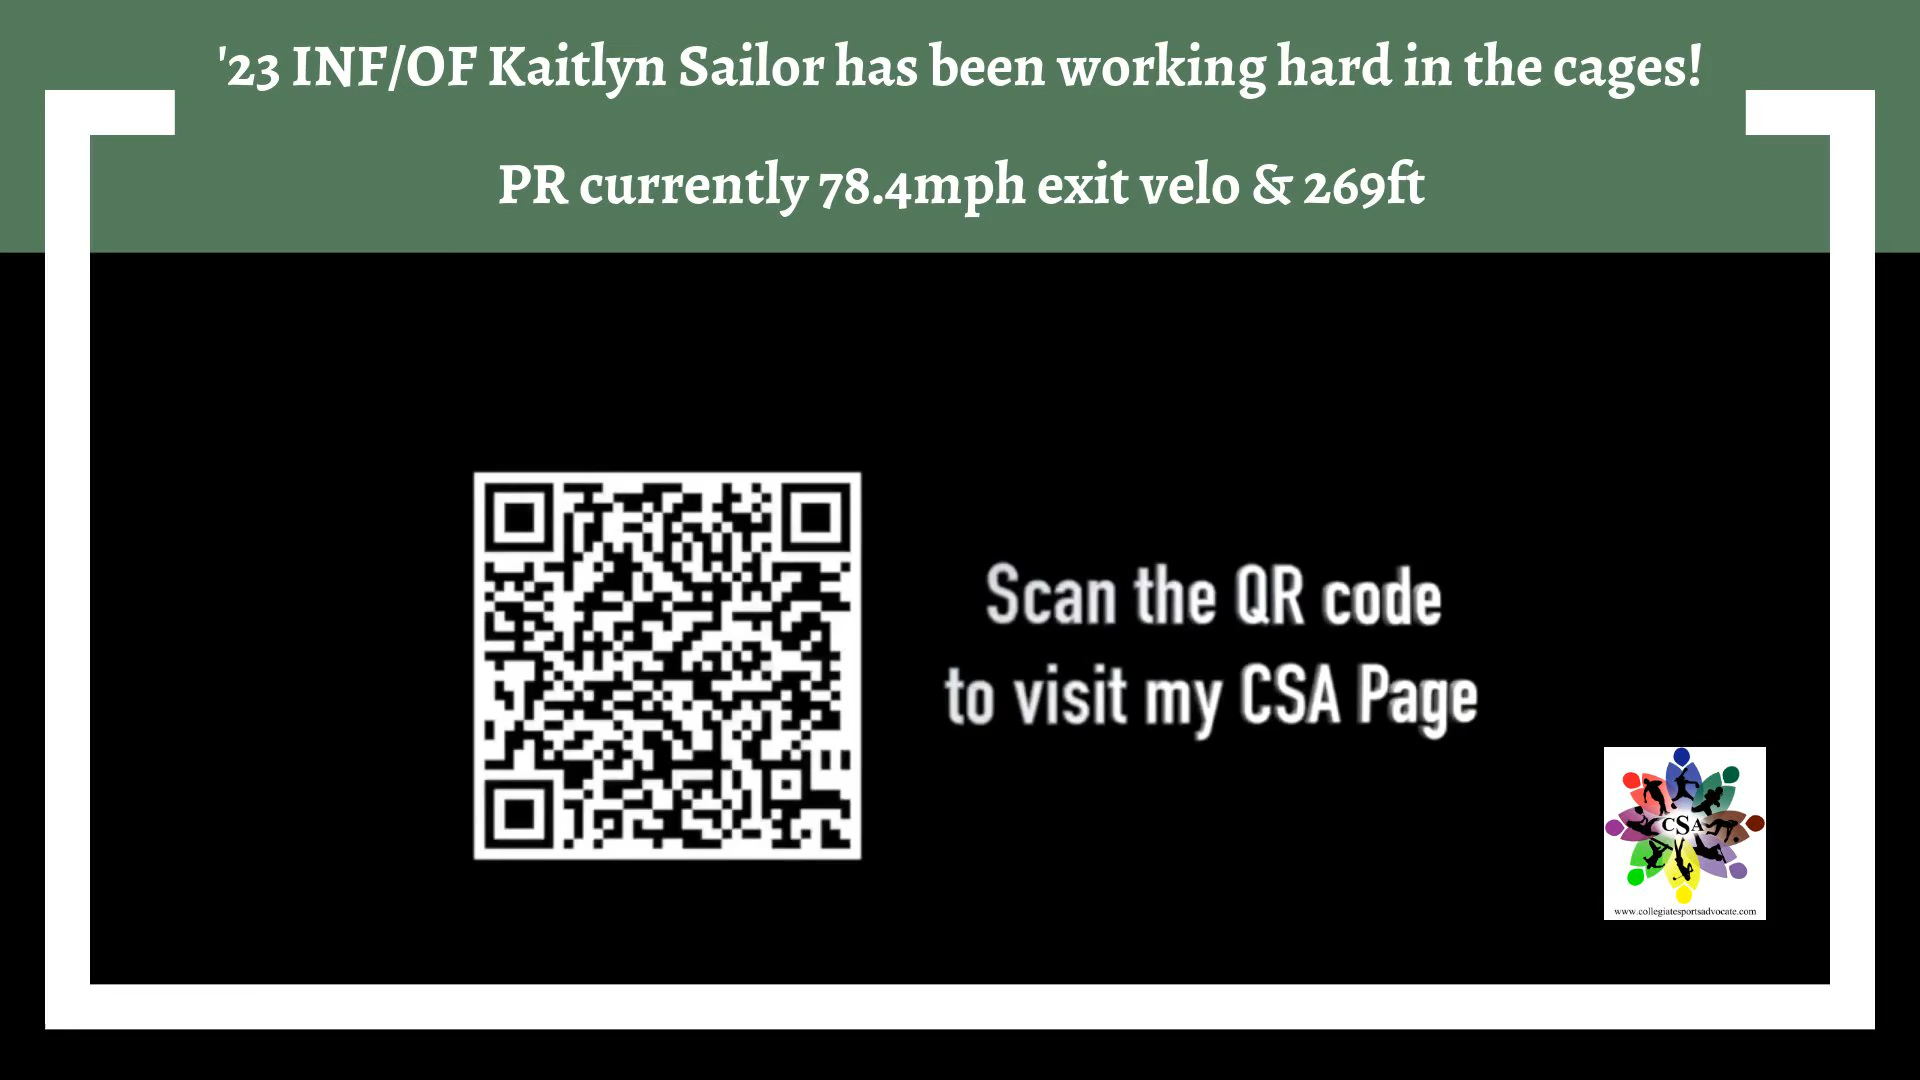 '23 INF/OF Kaitlyn Sailor has been working hard in the cages!
PR currently 78.4mph exit velo & 269ft
Scan the QR code
to visit my CSA Page
CSA
www.collegiatesportsadvocate.com